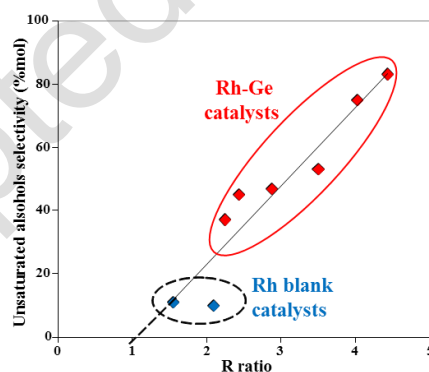 100
80
60
40
20
0
0
1
2
3
4
5
Unsaturated alsohols selectivity (%mol)
R ratio
Rh-Ge
catalysts
Rh blank
catalysts